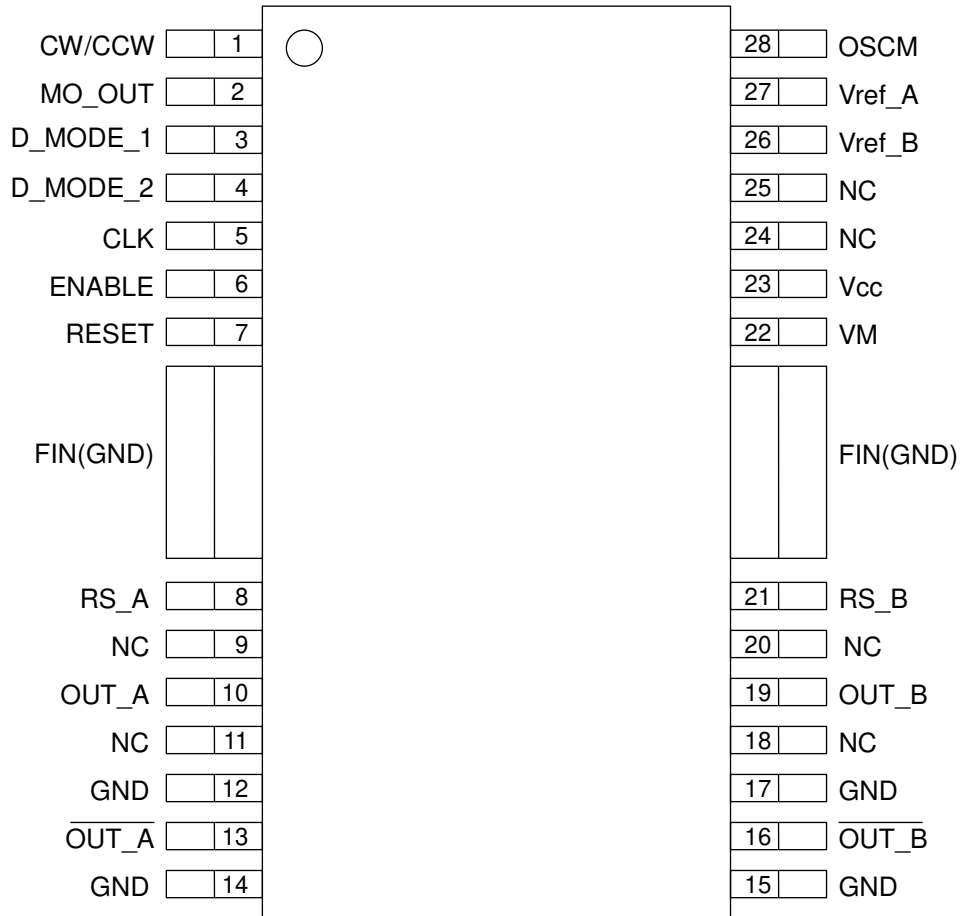 CW/CCW 1 28 OSCM
MO_OUT 2 27 Vref_A
D_MODE_1 3 26 Vref_B
D_MODE_2 4 25 NC
CLK 5 24 NC
ENABLE 6 23 Vcc
RESET 7 22 VM
FIN(GND) FIN(GND)
RS_A 8 21 RS_B
NC 9 20 NC
OUT_A 10 19 OUT_B
NC 11 18 NC
GND 12 17 GND
O̅U̅T̅_̅A̅ 13 16 O̅U̅T̅_̅B̅
GND 14 15 GND